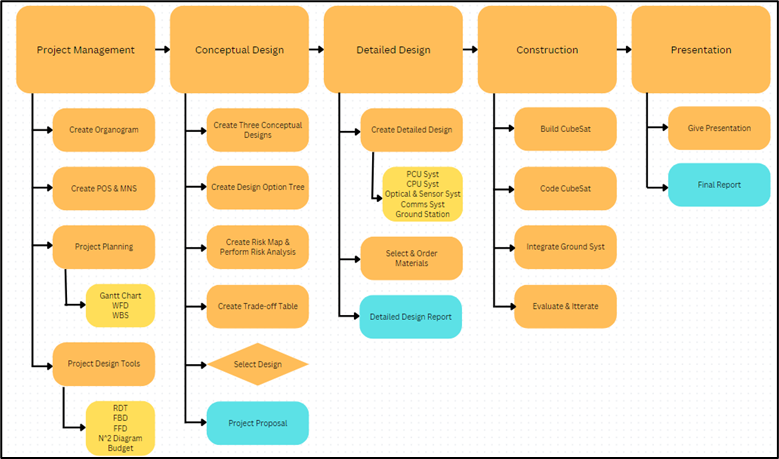 Project Management
Conceptual Design
Detailed Design
Construction
Presentation
Create Organogram
Create POS & MNS
Project Planning
Gantt Chart
WFD
WBS
Project Design Tools
RDT
FBD
FFD
N^2 Diagram
Budget
Create Three Conceptual
Designs
Create Design Option Tree
Create Risk Map &
Perform Risk Analysis
Create Trade-off Table
Select Design
Project Proposal
Create Detailed Design
PCU Syst
CPU Syst
Optical & Sensor Syst
Comms Syst
Ground Station
Select & Order
Materials
Detailed Design Report
Build CubeSat
Code CubeSat
Integrate Ground Syst
Evaluate & Itterate
Give Presentation
Final Report